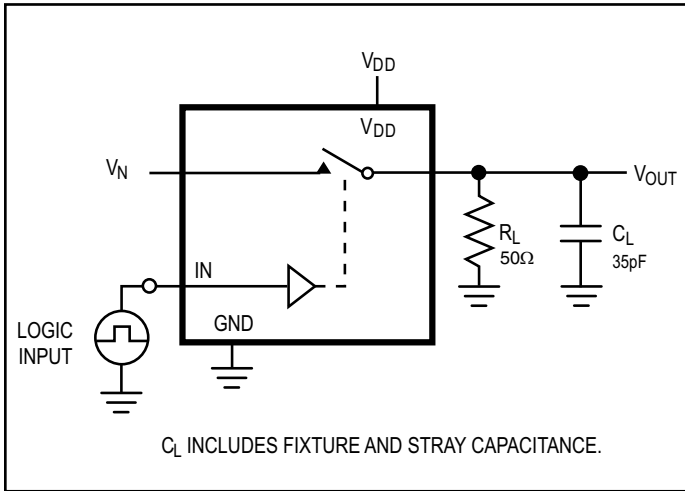 VDD
VDD
VN
VOUT
RL
50Ω
CL
35pF
IN
GND
LOGIC
INPUT
CL INCLUDES FIXTURE AND STRAY CAPACITANCE.